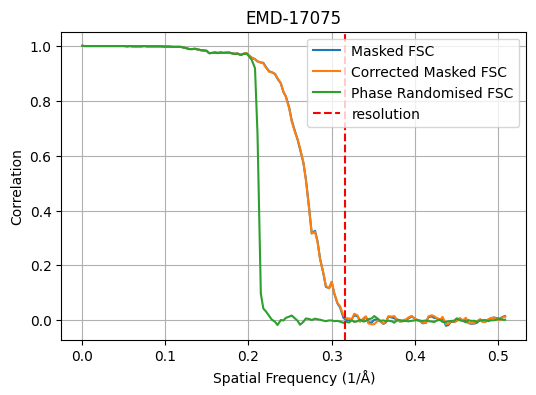 EMD-17075
Masked FSC
Corrected Masked FSC
Phase Randomised FSC
resolution
Correlation
1.0
0.8
0.6
0.4
0.2
0.0
0.0 0.1 0.2 0.3 0.4 0.5
Spatial Frequency (1/Å)